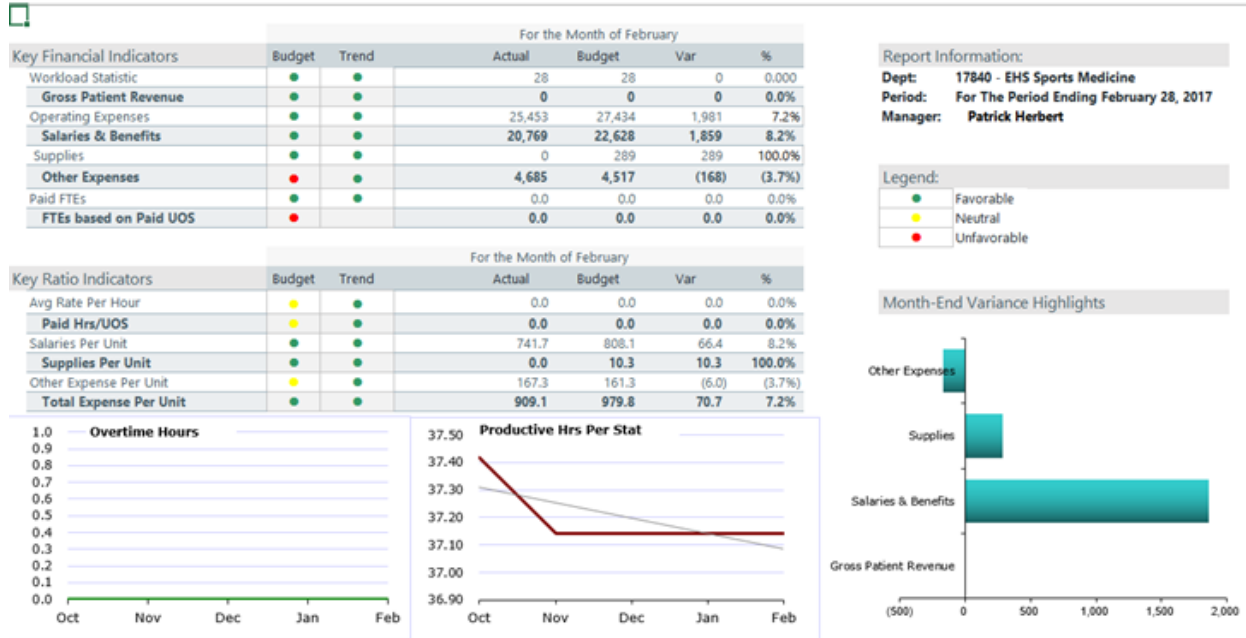 For the Month of February
Key Financial Indicators Budget Trend Actual Budget Var %
Workload Statistic 28 28 0 0.000
Gross Patient Revenue 0 0 0 0.0%
Operating Expenses 25,453 27,434 1,981 7.2%
Salaries & Benefits 20,769 22,628 1,859 8.2%
Supplies 0 289 289 100.0%
Other Expenses 4,685 4,517 (168) (3.7%)
Paid FTEs 0.0 0.0 0.0 0.0%
FTEs based on Paid UOS 0.0 0.0 0.0 0.0%
Report Information:
Dept: 17840 - EHS Sports Medicine
Period: For The Period Ending February 28, 2017
Manager: Patrick Herbert
Legend:
Favorable
Neutral
Unfavorable
For the Month of February
Key Ratio Indicators Budget Trend Actual Budget Var %
Avg Rate Per Hour 0.0 0.0 0.0 0.0%
Paid Hrs/UOS 0.0 0.0 0.0 0.0%
Salaries Per Unit 741.7 808.1 66.4 8.2%
Supplies Per Unit 0.0 10.3 10.3 100.0%
Other Expense Per Unit 167.3 161.3 (6.0) (3.7%)
Total Expense Per Unit 909.1 979.8 70.7 7.2%
Overtime Hours
1.0
0.9
0.8
0.7
0.6
0.5
0.4
0.3
0.2
0.1
0.0
Oct Nov Dec Jan Feb
Productive Hrs Per Stat
37.50
37.40
37.30
37.20
37.10
37.00
36.90
Oct Nov Dec Jan Feb
Month-End Variance Highlights
Other Expenses
Supplies
Salaries & Benefits
Gross Patient Revenue
(500) 0 500 1,000 1,500 2,000